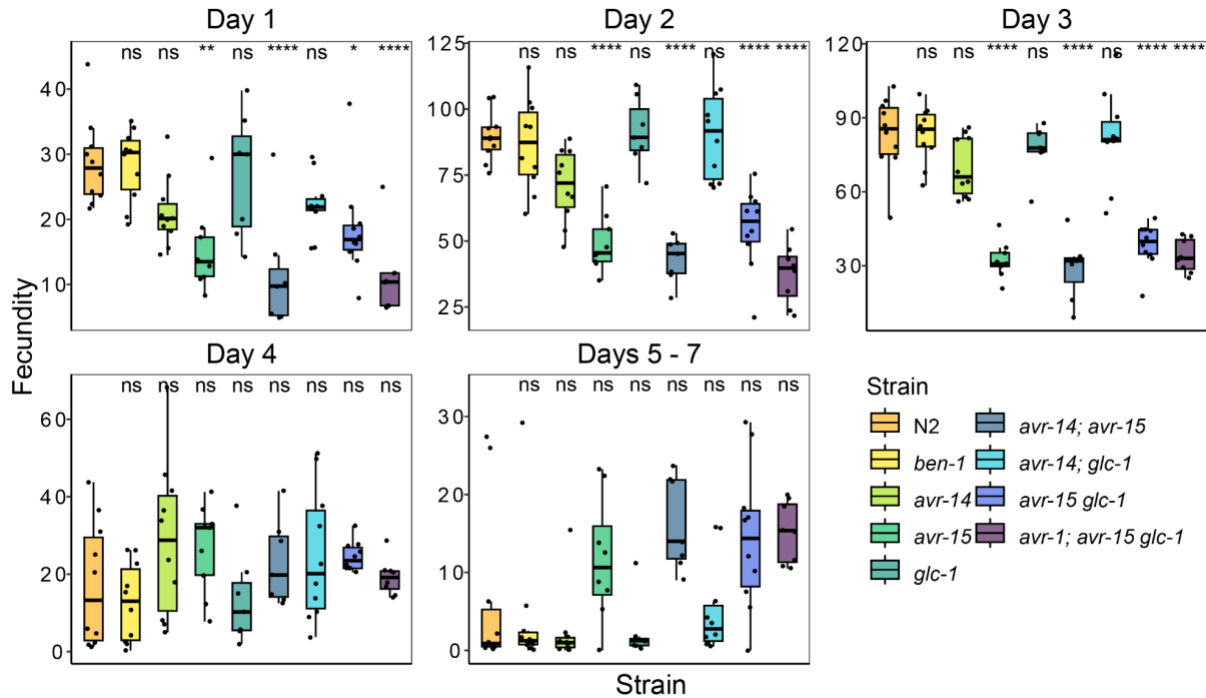 Day 1
Day 2
Day 3
ns ns ** ns **** ns * ****
ns ns **** ns **** ns **** ****
ns ns **** ns **** ns **** ****
40
30
20
10
125
100
75
50
25
120
90
60
30
Fecundity
Day 4
Days 5 - 7
ns ns ns ns ns ns ns ns
ns ns ns ns ns ns ns ns
60
40
20
0
30
20
10
0
Strain
Strain
N2
ben-1
avr-14
avr-15
glc-1
avr-14; avr-15
avr-14; glc-1
avr-15 glc-1
avr-1; avr-15 glc-1